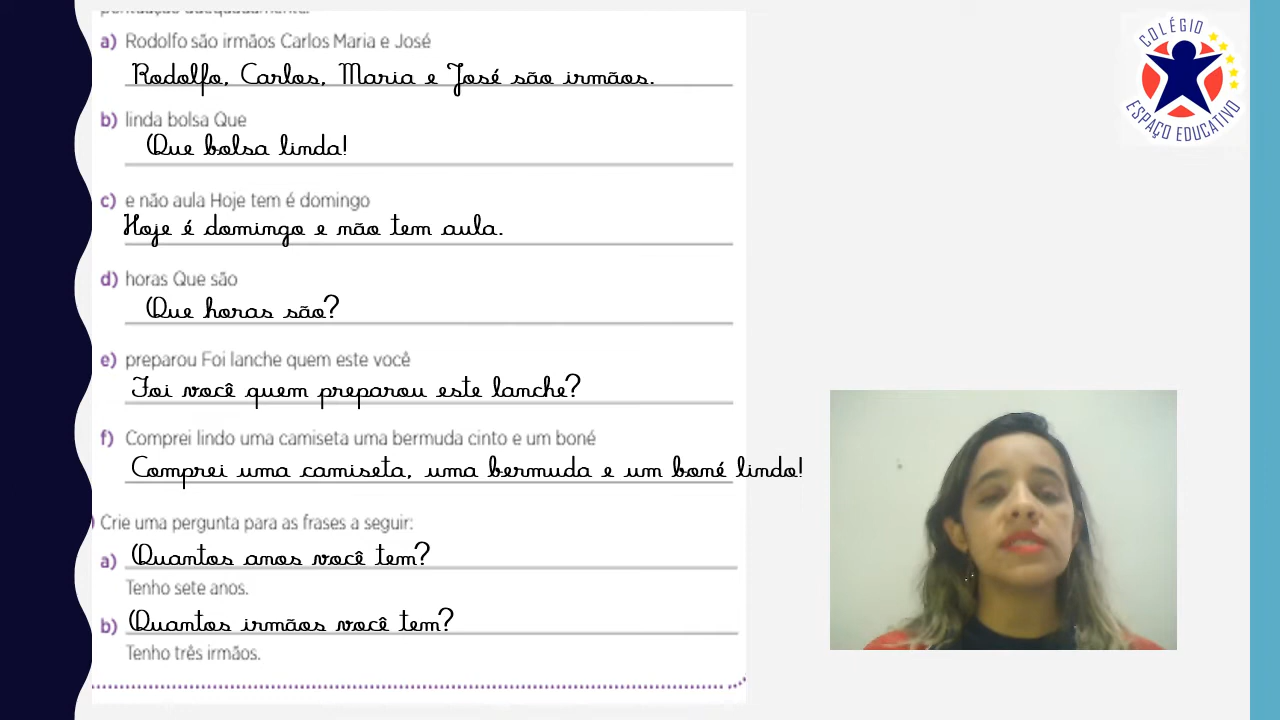 pontuação adequadamente.
a) Rodolfo são irmãos Carlos Maria e José
Rodolfo, Carlos, Maria e José são irmãos.
b) linda bolsa Que
Que bolsa linda!
c) e não aula Hoje tem é domingo
Hoje é domingo e não tem aula.
d) horas Que são
Que horas são?
e) preparou Foi lanche quem este você
Foi você quem preparou este lanche?
f) Comprei lindo uma camiseta uma bermuda cinto e um boné
Comprei uma camiseta, uma bermuda e um boné lindo!
Crie uma pergunta para as frases a seguir:
a) Quantos anos você tem?
Tenho sete anos.
b) Quantos irmãos você tem?
Tenho três irmãos.
COLÉGIO
ESPAÇO EDUCATIVO